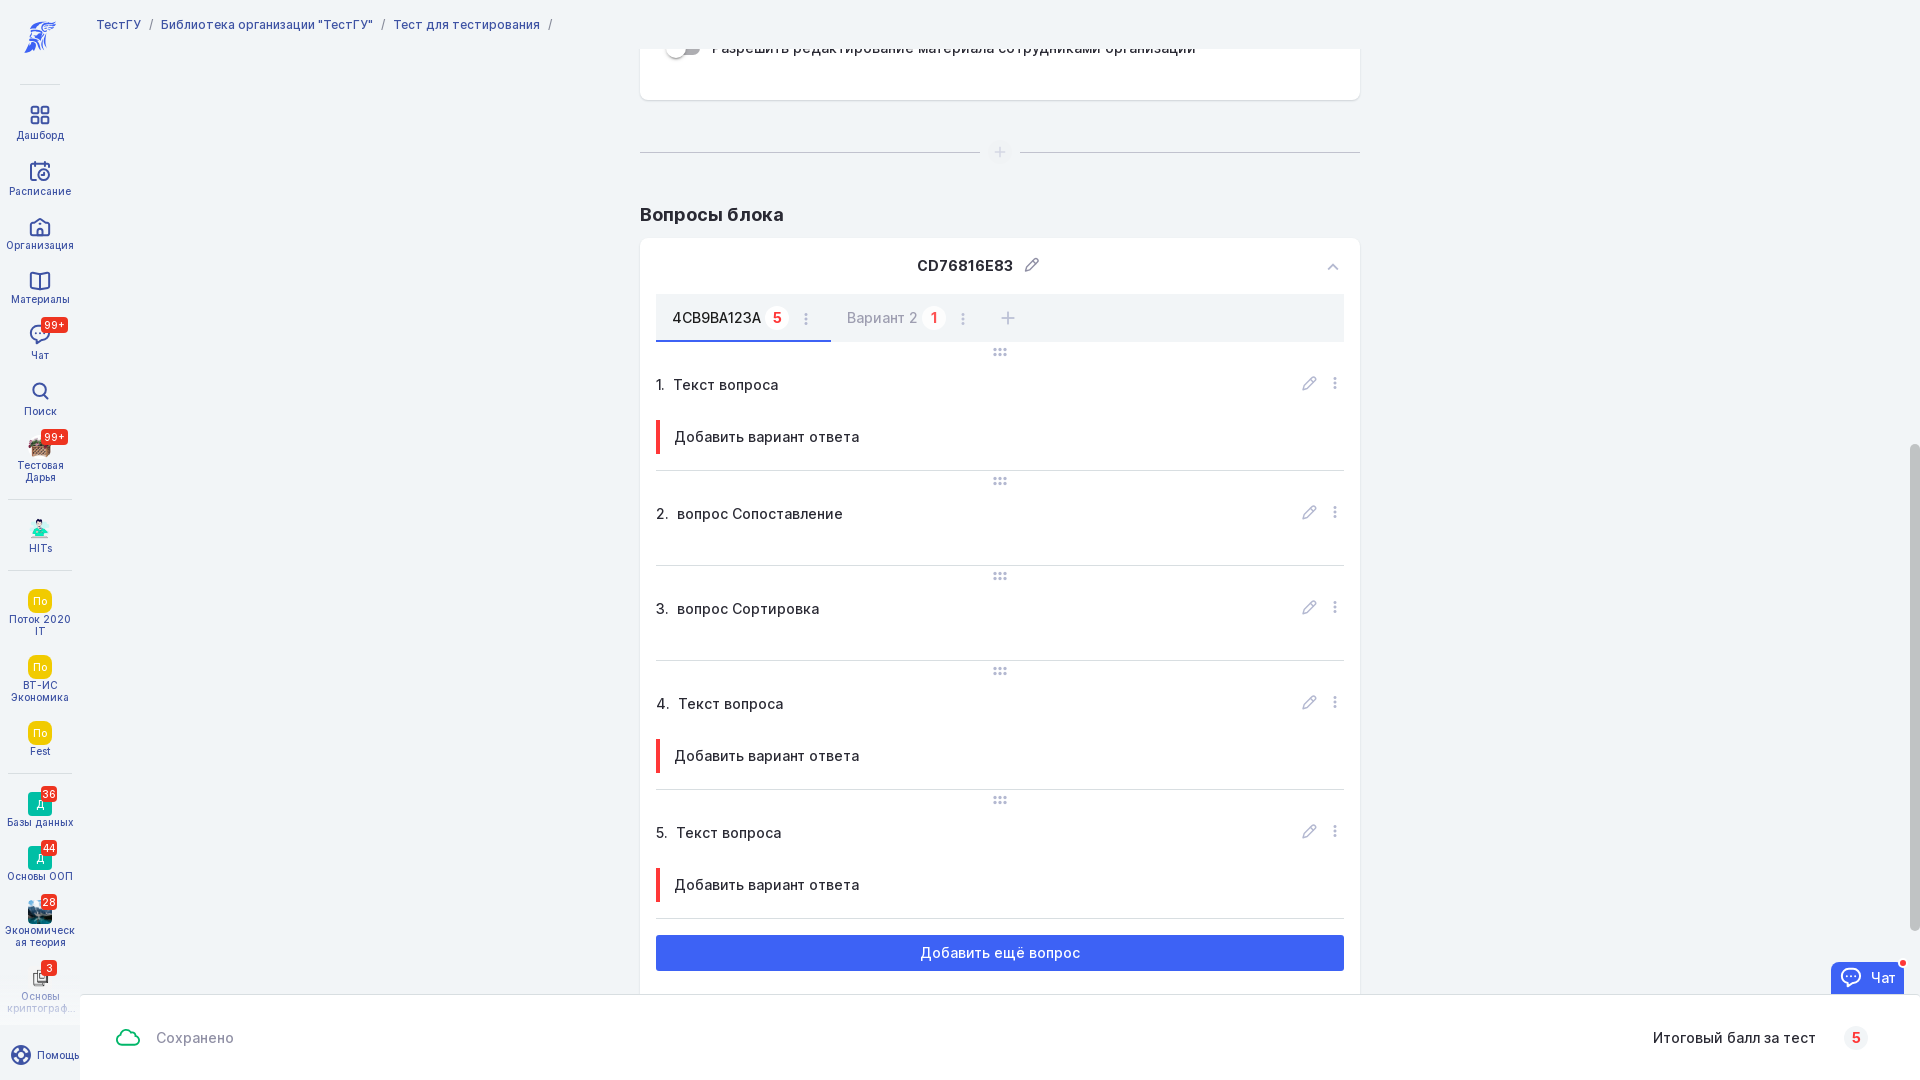 ТестГУ / Библиотека организации "ТестГУ" / Тест для тестирования /
Разрешить редактирование материала сотрудниками организации
Дашборд
Расписание
Организация
Материалы
99+
Чат
Поиск
99+
Тестовая
Дарья
HITs
По
Поток 2020
IT
По
ВТ-ИС
Экономика
По
Fest
36
Д
Базы данных
44
Д
Основы ООП
28
Экономическ
ая теория
3
Основы
криптограф...
Помощь
Вопросы блока
CD76816E83
4CB9BA123A 5 Вариант 2 1
1. Текст вопроса
Добавить вариант ответа
2. вопрос Сопоставление
3. вопрос Сортировка
4. Текст вопроса
Добавить вариант ответа
5. Текст вопроса
Добавить вариант ответа
Добавить ещё вопрос
Чат
Сохранено
Итоговый балл за тест 5